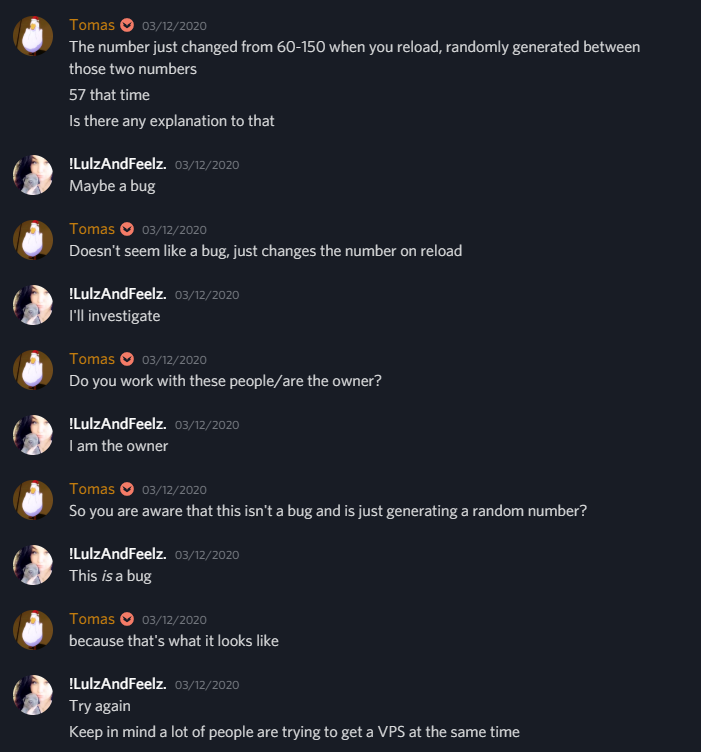 Tomas 03/12/2020
The number just changed from 60-150 when you reload, randomly generated between
those two numbers
57 that time
Is there any explanation to that
!LulzAndFeelz. 03/12/2020
Maybe a bug
Tomas 03/12/2020
Doesn't seem like a bug, just changes the number on reload
!LulzAndFeelz. 03/12/2020
I'll investigate
Tomas 03/12/2020
Do you work with these people/are the owner?
!LulzAndFeelz. 03/12/2020
I am the owner
Tomas 03/12/2020
So you are aware that this isn't a bug and is just generating a random number?
!LulzAndFeelz. 03/12/2020
This is a bug
Tomas 03/12/2020
because that's what it looks like
!LulzAndFeelz. 03/12/2020
Try again
Keep in mind a lot of people are trying to get a VPS at the same time